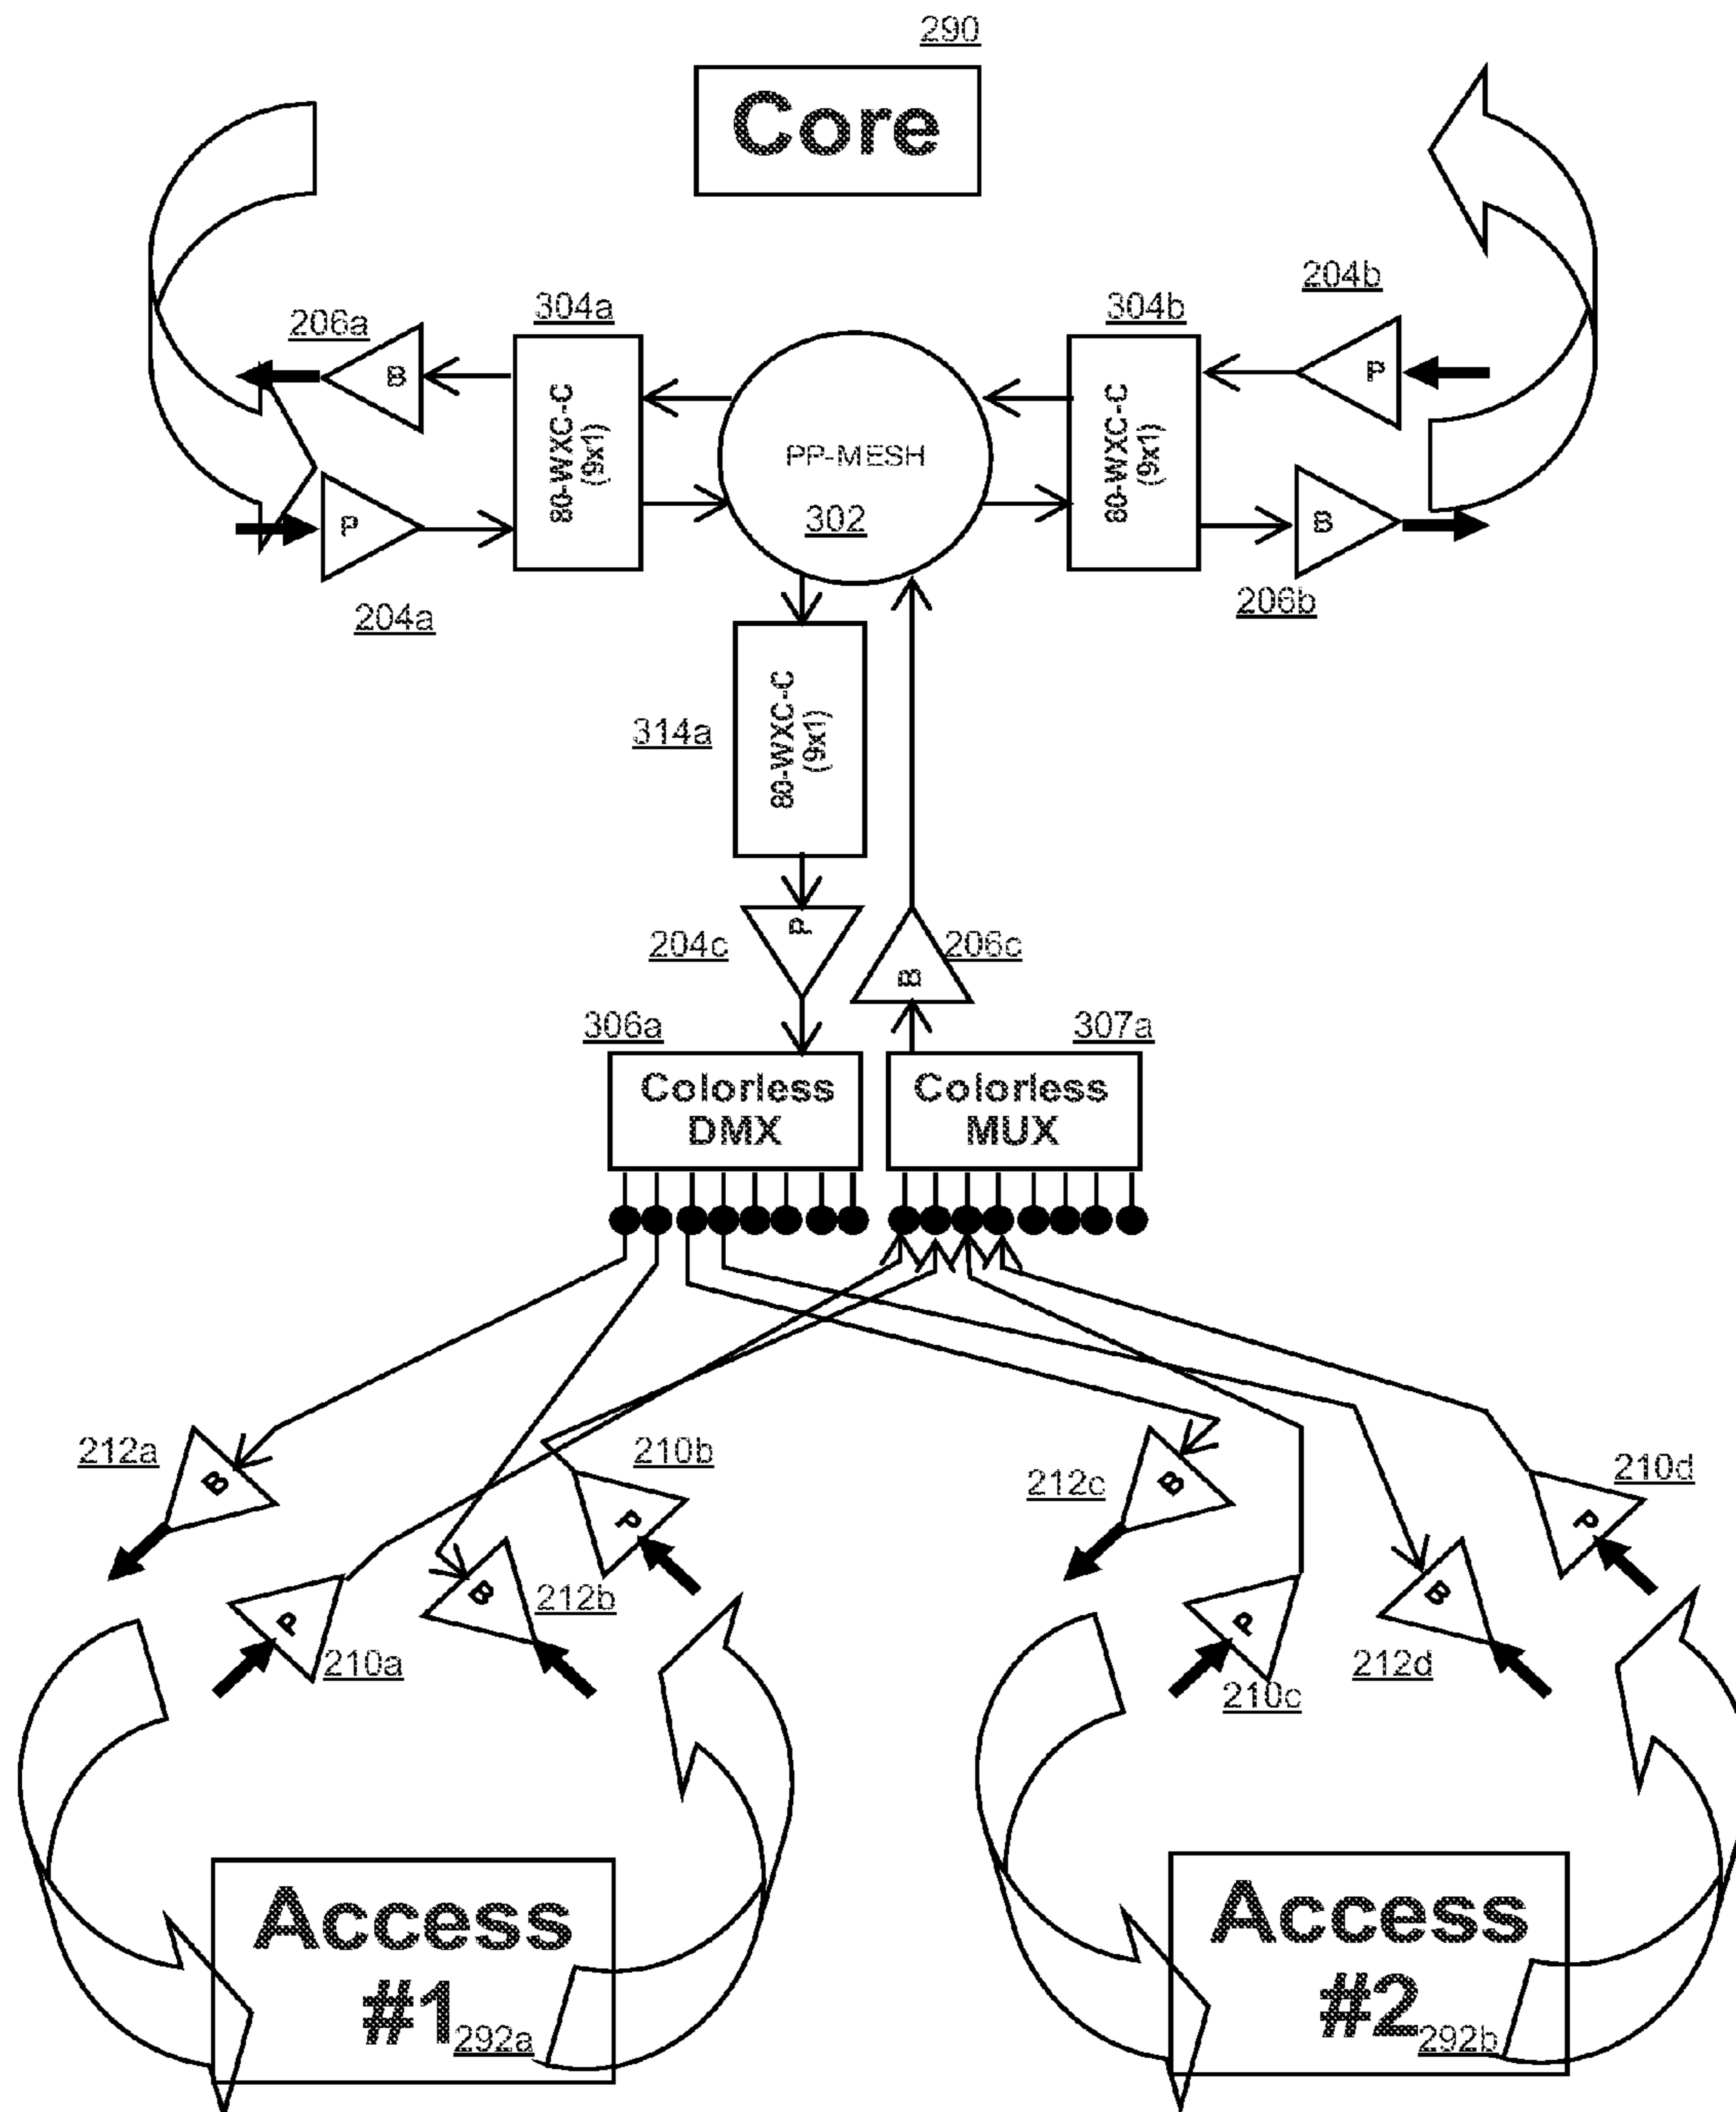 290
Core
204b
304a
304b
206a
B
P
80-WXC-C
(9x1)
PP-MESH
302
80-WXC-C
(9x1)
P
B
204a
206b
314a
80-WXC-C
(9x1)
P
204c
206c
B
306a
307a
Colorless
DMX
Colorless
MUX
212a
B
210b
P
212c
B
210d
P
P
210a
B
212b
P
210c
B
212d
Access
#1
292a
Access
#2
292b